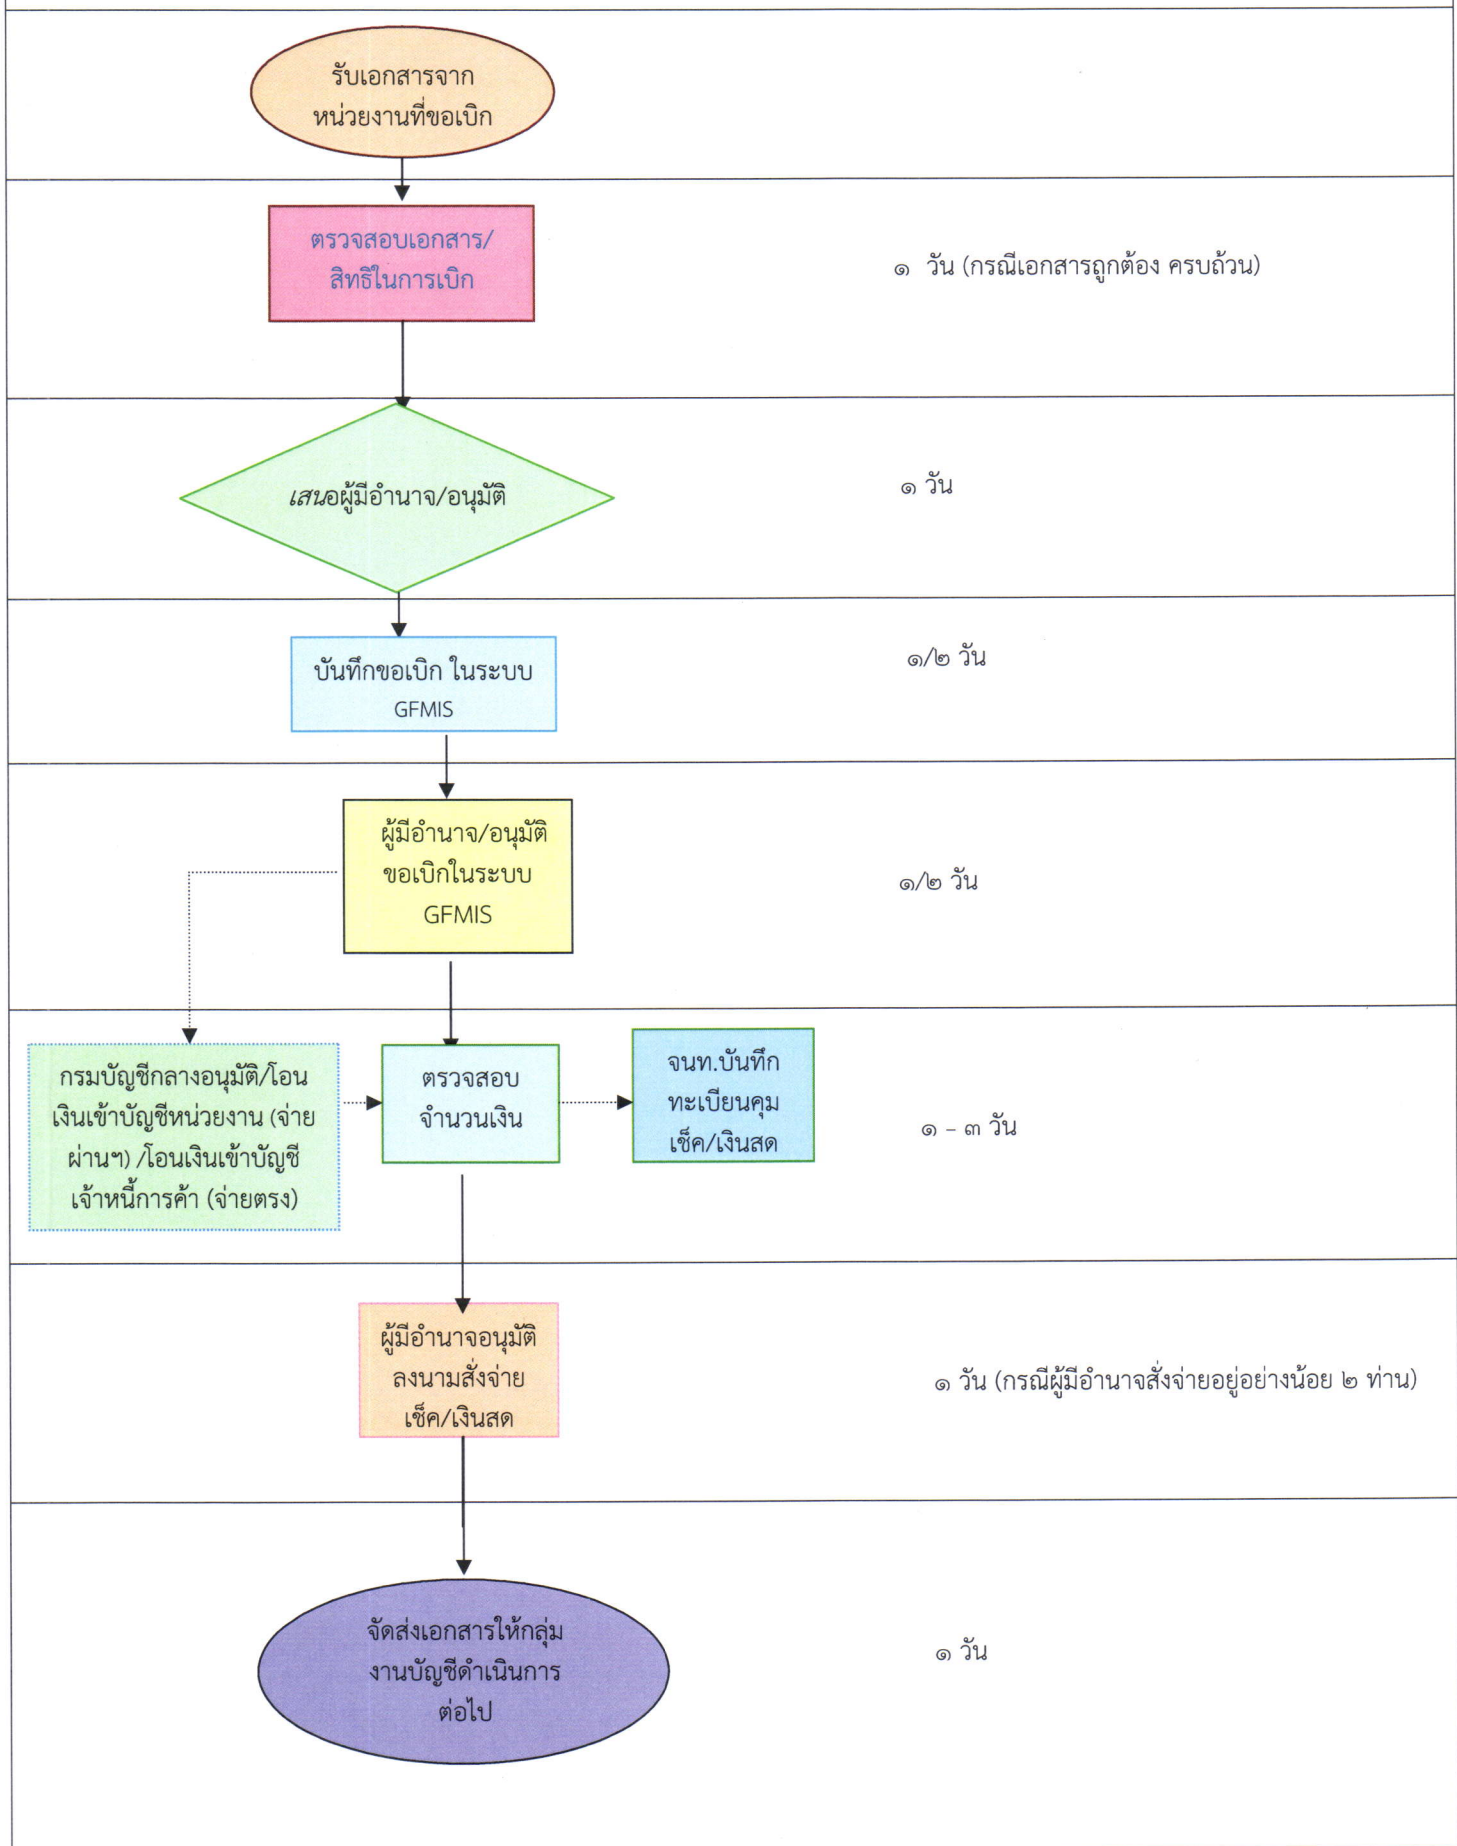 รับเอกสารจาก
หน่วยงานที่ขอเบิก
ตรวจสอบเอกสาร/
สิทธิในการเบิก
๑ วัน (กรณีเอกสารถูกต้อง ครบถ้วน)
เสนอผู้มีอำนาจ/อนุมัติ
๑ วัน
บันทึกขอเบิก ในระบบ
GFMIS
๑/๒ วัน
ผู้มีอำนาจ/อนุมัติ
ขอเบิกในระบบ
GFMIS
๑/๒ วัน
กรมบัญชีกลางอนุมัติ/โอน
เงินเข้าบัญชีหน่วยงาน (จ่าย
ผ่านฯ) /โอนเงินเข้าบัญชี
เจ้าหนี้การค้า (จ่ายตรง)
ตรวจสอบ
จำนวนเงิน
จนท.บันทึก
ทะเบียนคุม
เช็ค/เงินสด
๑ - ๓ วัน
ผู้มีอำนาจอนุมัติ
ลงนามสั่งจ่าย
เช็ค/เงินสด
๑ วัน (กรณีผู้มีอำนาจสั่งจ่ายอยู่อย่างน้อย ๒ ท่าน)
จัดส่งเอกสารให้กลุ่ม
งานบัญชีดำเนินการ
ต่อไป
๑ วัน